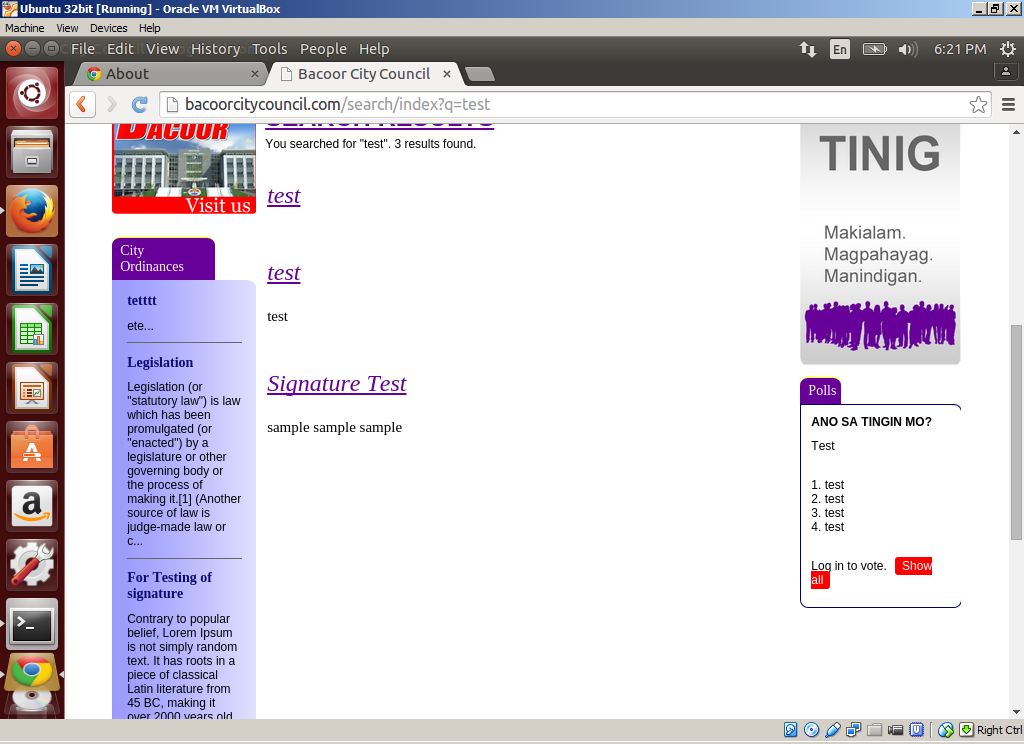 Ubuntu 32bit [Running] - Oracle VM VirtualBox
Machine View Devices Help
File Edit View History Tools People Help
En
6:21 PM
About
Bacoor City Council
bacoorcitycouncil.com/search/index?q=test
BACOOR
Visit us
SEARCH RESULTS
You searched for "test". 3 results found.
test
test
test
Signature Test
sample sample sample
City
Ordinances
tetttt
ete...
Legislation
Legislation (or
"statutory law") is law
which has been
promulgated (or
"enacted") by a
legislature or other
governing body or
the process of
making it.[1] (Another
source of law is
judge-made law or
c...
For Testing of
signature
Contrary to popular
belief, Lorem Ipsum
is not simply random
text. It has roots in a
piece of classical
Latin literature from
45 BC, making it
over 2000 years old.
TINIG
Makialam.
Magpahayag.
Manindigan.
Polls
ANO SA TINGIN MO?
Test
1. test
2. test
3. test
4. test
Log in to vote. Show
all
Right Ctrl